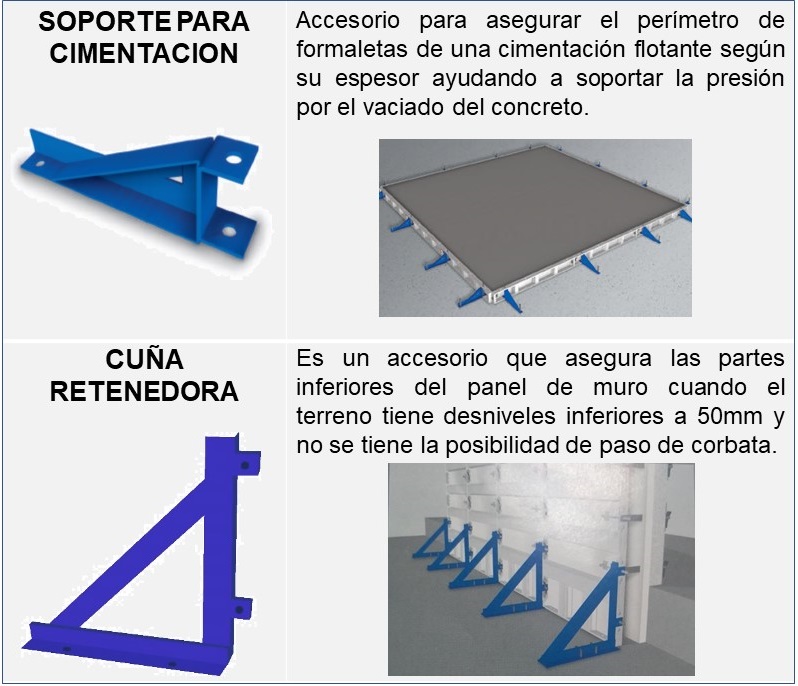 SOPORTE PARA
CIMENTACION
Accesorio para asegurar el perímetro de
formaletas de una cimentación flotante según
su espesor ayudando a soportar la presión
por el vaciado del concreto.
CUÑA
RETENEDORA
Es un accesorio que asegura las partes
inferiores del panel de muro cuando el
terreno tiene desniveles inferiores a 50mm y
no se tiene la posibilidad de paso de corbata.